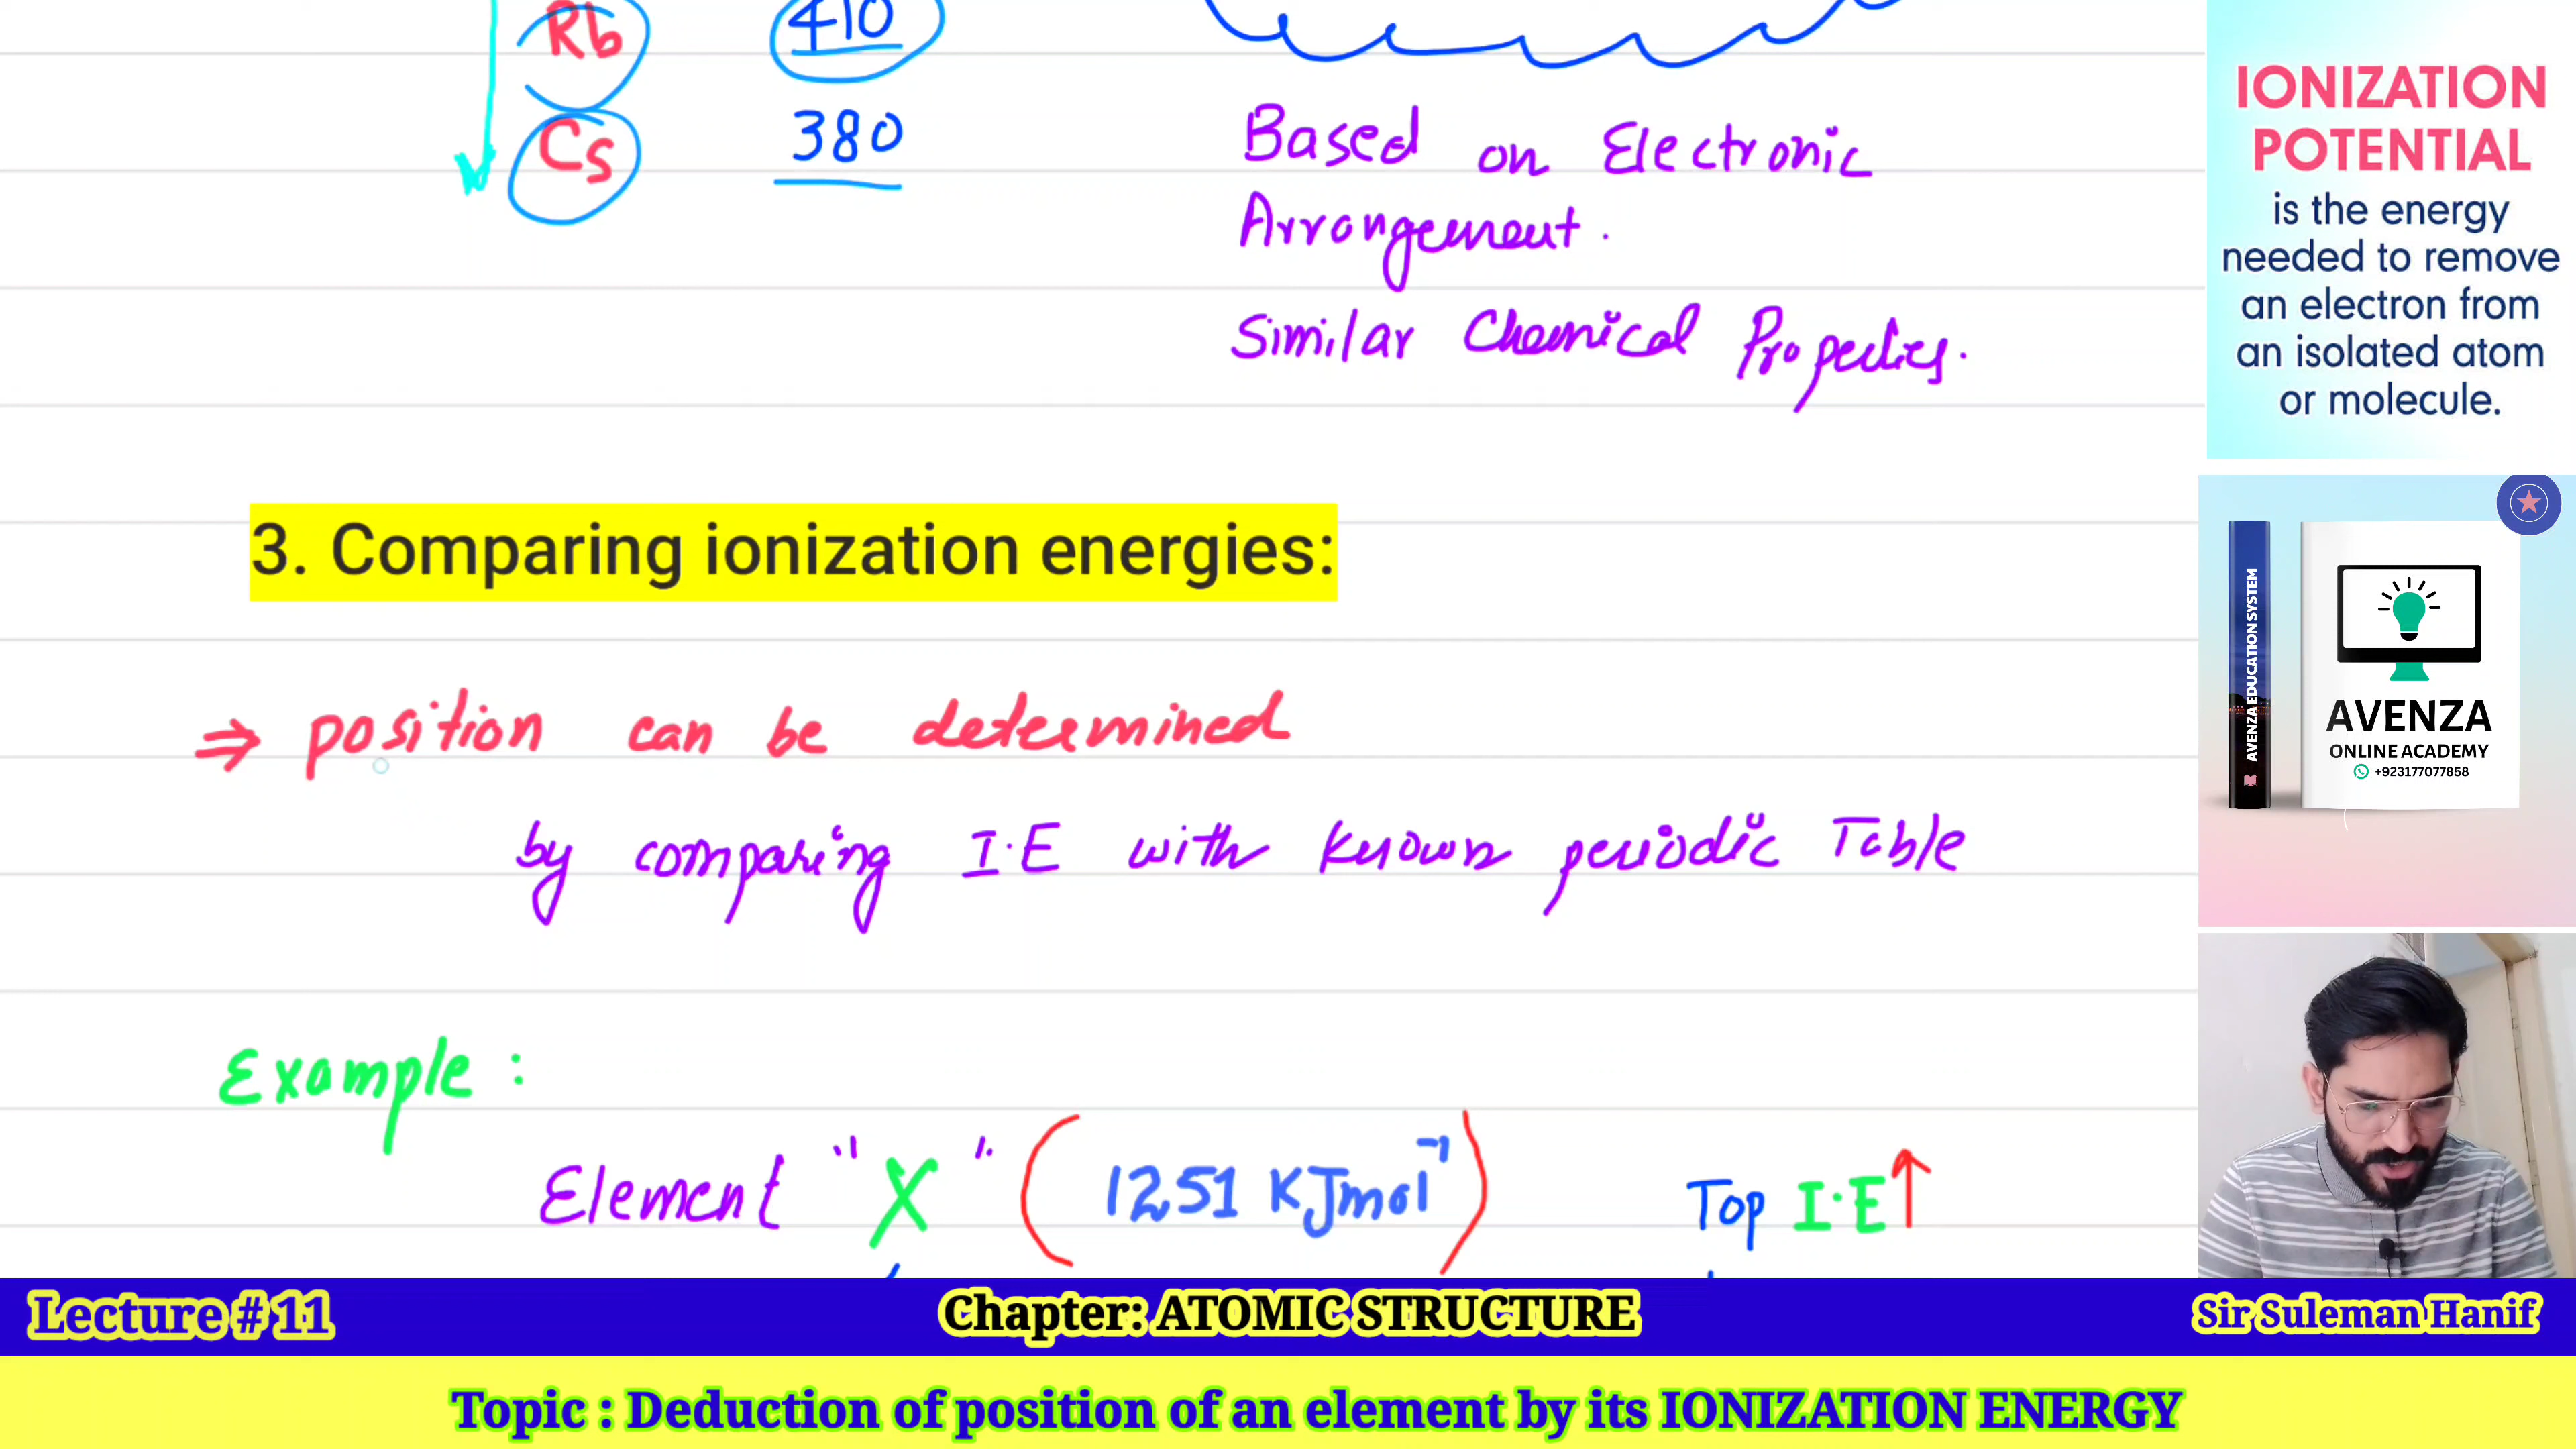 Rb 410
Cs 380
Based on Electronic
Arrangement.
Similar Chemical Properties.
3. Comparing ionization energies:
⇒ position can be determined
by comparing I.E with known periodic Table
Example :
Element "X" (1251 KJmol⁻¹) Top I.E↑
IONIZATION
POTENTIAL
is the energy
needed to remove
an electron from
an isolated atom
or molecule.
AVENZA EDUCATION SYSTEM
AVENZA
ONLINE ACADEMY
+923177077858
Lecture # 11
Chapter: ATOMIC STRUCTURE
Sir Suleman Hanif
Topic : Deduction of position of an element by its IONIZATION ENERGY